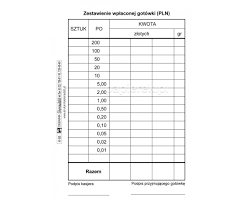 Zestawienie wpłaconej gotówki (PLN)
SZTUK PO KWOTA
złotych gr
200
100
50
20
10
5,00
2,00
1,00
0,50
0,20
0,10
0,05
0,02
0,01
Razem
Podpis kasjera Podpis przyjmującego gotówkę